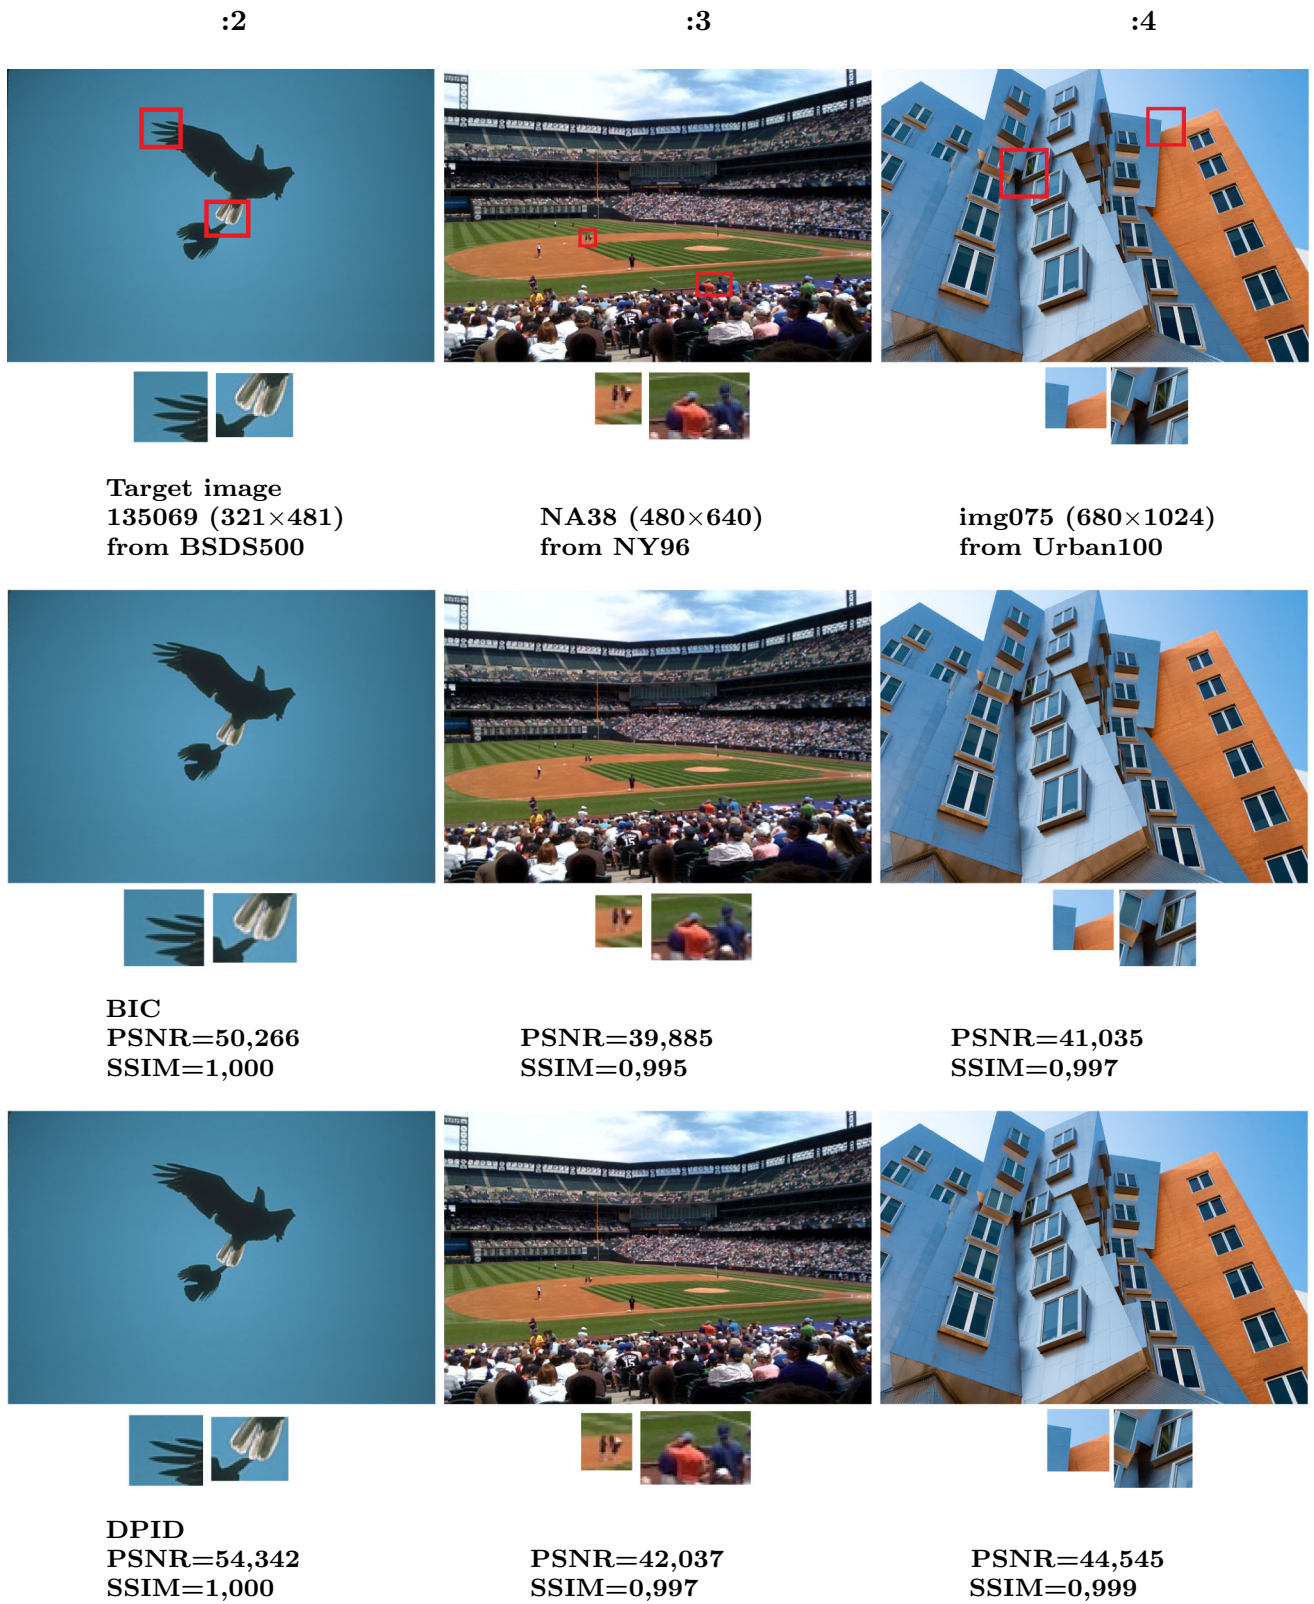 :2 :3 :4
Target image
135069 (321×481) NA38 (480×640) img075 (680×1024)
from BSDS500 from NY96 from Urban100
BIC
PSNR=50,266 PSNR=39,885 PSNR=41,035
SSIM=1,000 SSIM=0,995 SSIM=0,997
DPID
PSNR=54,342 PSNR=42,037 PSNR=44,545
SSIM=1,000 SSIM=0,997 SSIM=0,999